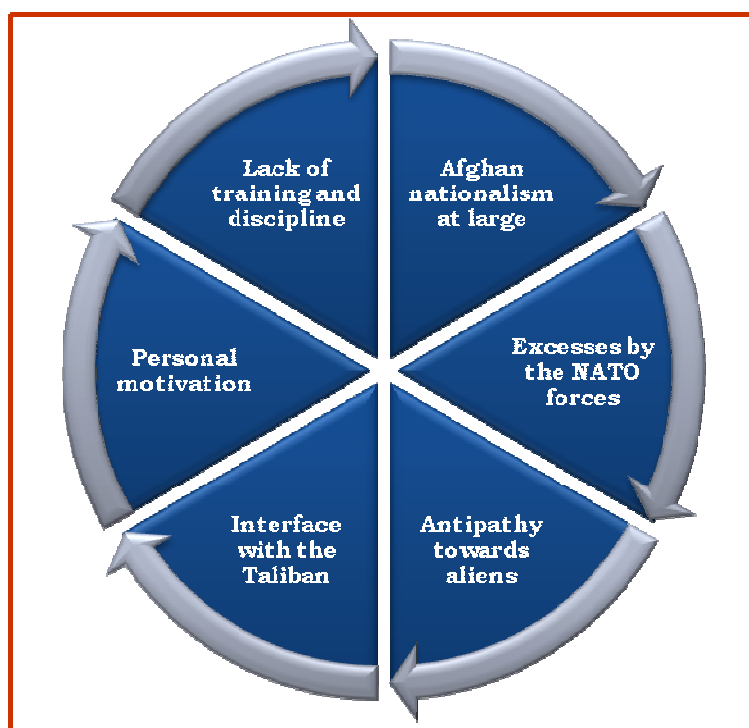 Lack of
training and
discipline
Afghan
nationalism
at large
Excesses by
the NATO
forces
Antipathy
towards
aliens
Interface
with the
Taliban
Personal
motivation